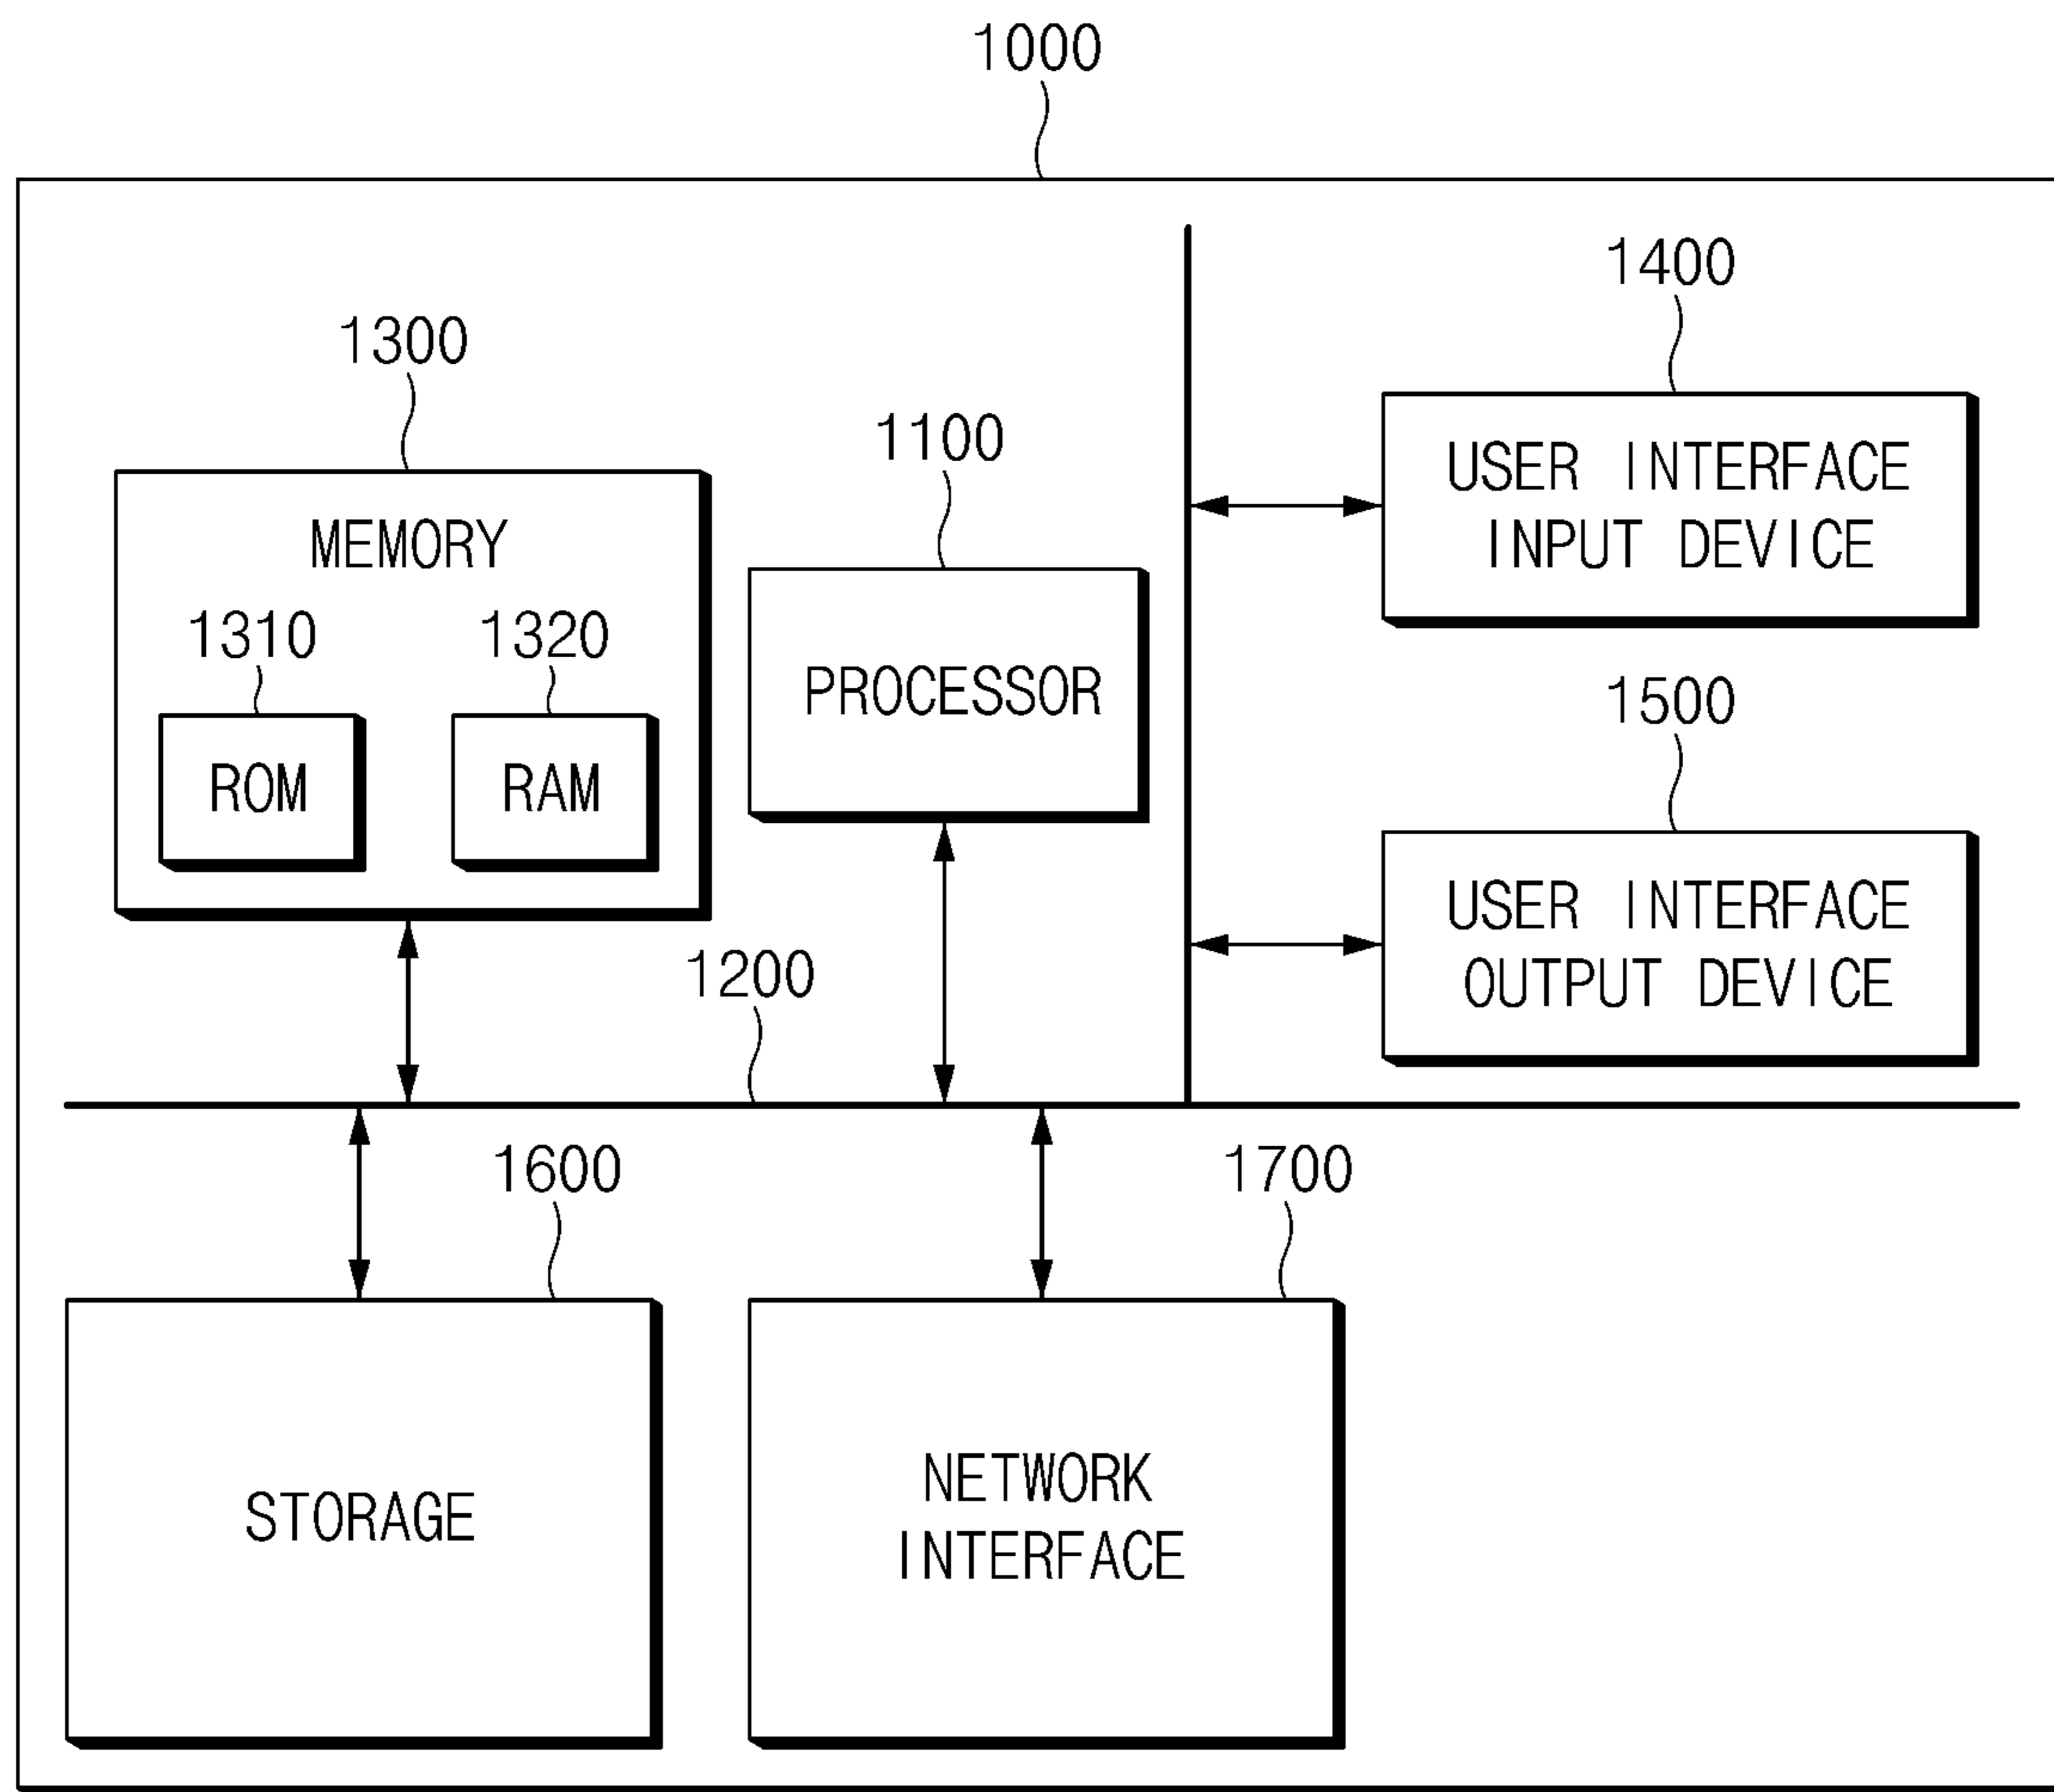 1000
1300
MEMORY
1310
ROM
1320
RAM
1100
PROCESSOR
1400
USER INTERFACE
INPUT DEVICE
1500
USER INTERFACE
OUTPUT DEVICE
1200
1600
STORAGE
1700
NETWORK
INTERFACE